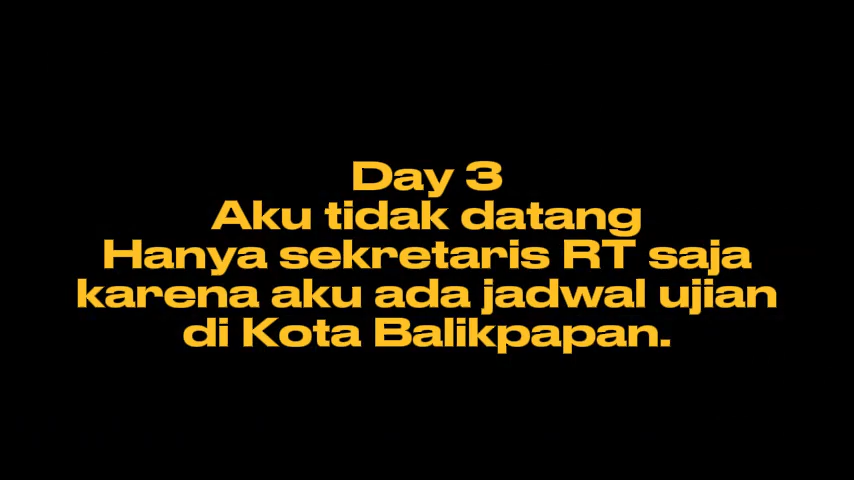 Day 3
Aku tidak datang
Hanya sekretaris RT saja
karena aku ada jadwal ujian
di Kota Balikpapan.